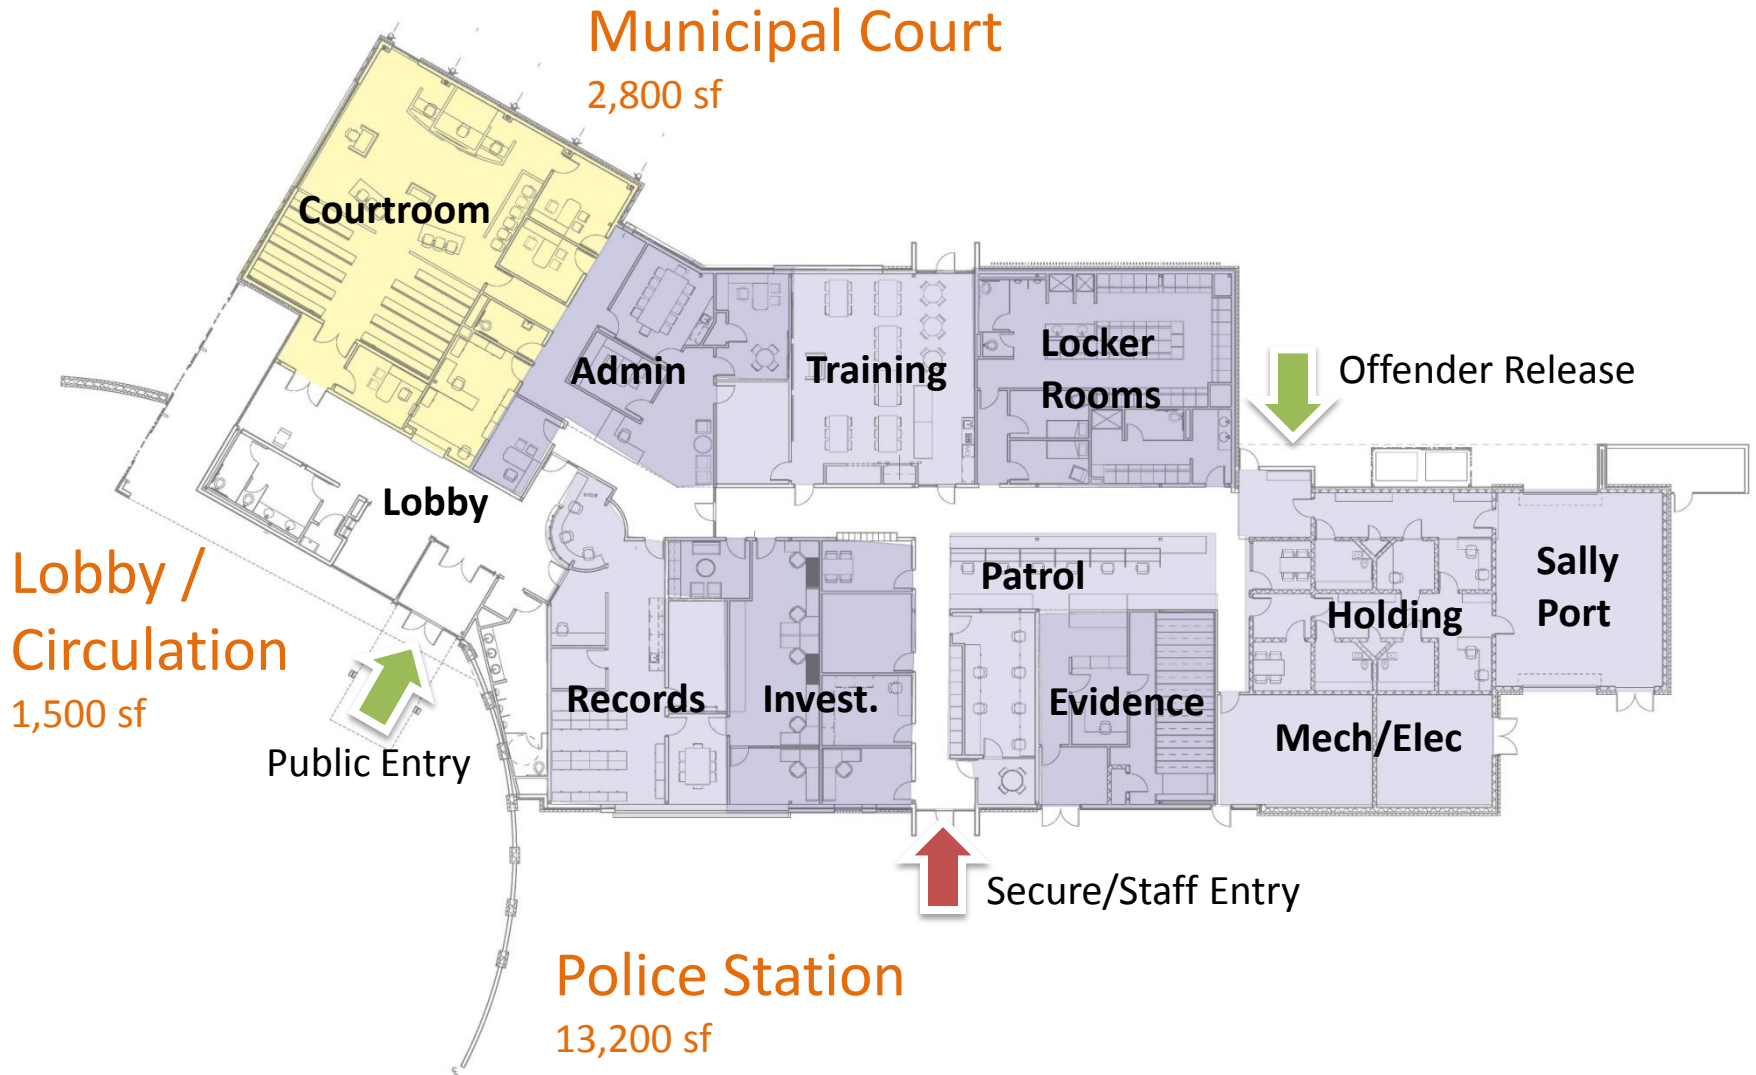 Municipal Court
2,800 sf
Courtroom
Admin
Training
Locker
Rooms
Offender Release
Lobby
Lobby /
Circulation
1,500 sf
Public Entry
Records
Invest.
Patrol
Evidence
Holding
Sally
Port
Mech/Elec
Secure/Staff Entry
Police Station
13,200 sf